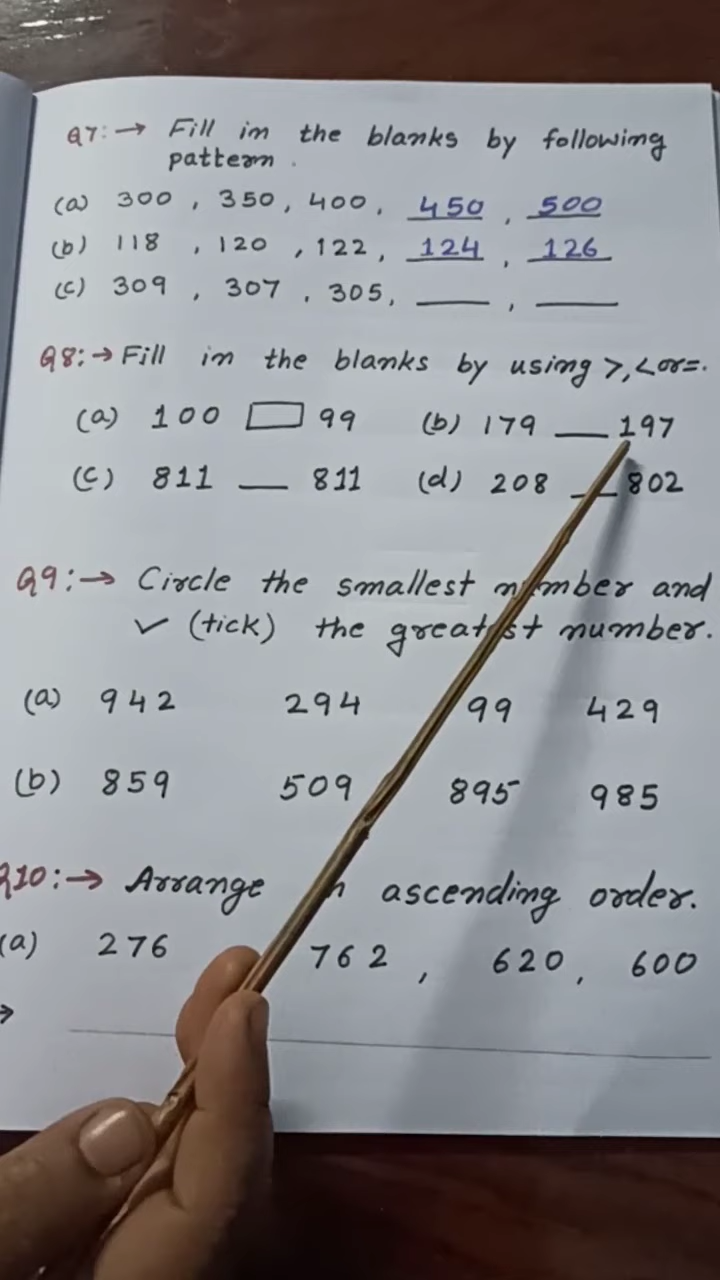 Q7:→ Fill in the blanks by following
pattern.
(a) 300, 350, 400, 450, 500
(b) 118, 120, 122, 124, 126
(c) 309, 307, 305, ____, ____
Q8:→ Fill in the blanks by using >,< or =.
(a) 100 □ 99 (b) 179 ___ 197
(c) 811 ___ 811 (d) 208 ___ 802
Q9:→ Circle the smallest number and
✓ (tick) the greatest number.
(a) 942 294 99 429
(b) 859 509 895 985
Q10:→ Arrange in ascending order.
(a) 276 762, 620, 600
→